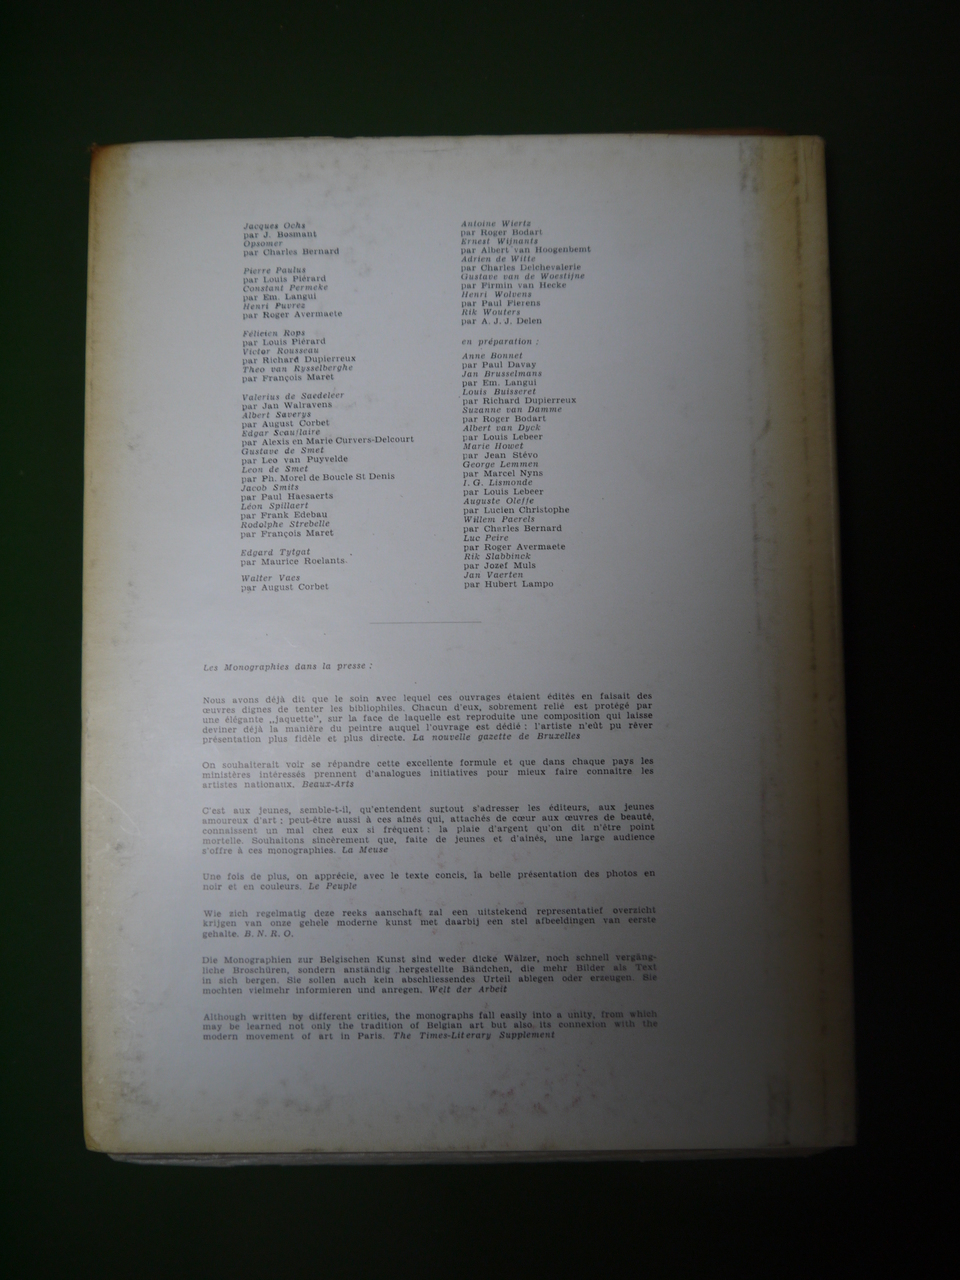 Jacques Ochs
par J. Bosmant
Opsomer
par Charles Bernard
Pierre Paulus
par Louis Piérard
Constant Permeke
par Em. Langui
Henri Puvrez
par Roger Avermaete
Félicien Rops
par Louis Piérard
Victor Rousseau
par Richard Dupierreux
Theo van Rysselberghe
par François Maret
Valerius de Saedeleer
par Jan Walravens
Albert Saverys
par August Corbet
Edgar Scauflaire
par Alexis en Marie Curvers-Delcourt
Gustave de Smet
par Leo van Puyvelde
Leon de Smet
par Ph. Morel de Boucle St Denis
Jacob Smits
par Paul Haesaerts
Léon Spillaert
par Frank Edebau
Rodolphe Strebelle
par François Maret
Edgard Tytgat
par Maurice Roelants.
Walter Vaes
par August Corbet
Antoine Wiertz
par Roger Bodart
Ernest Wijnants
par Albert van Hoogenbemt
Adrien de Witte
par Charles Delchevalerie
Gustave van de Woestijne
par Firmin van Hecke
Henri Wolvens
par Paul Fierens
Rik Wouters
par A. J. J. Delen
en préparation :
Anne Bonnet
par Paul Davay
Jan Brusselmans
par Em. Langui
Louis Buisseret
par Richard Dupierreux
Suzanne van Damme
par Roger Bodart
Albert van Dyck
par Louis Lebeer
Marie Howet
par Jean Stévo
George Lemmen
par Marcel Nyns
J. G. Lismonde
par Louis Lebeer
Auguste Oleffe
par Lucien Christophe
Willem Paerels
par Charles Bernard
Luc Peire
par Roger Avermaete
Rik Slabbinck
par Jozef Muls
Jan Vaerten
par Hubert Lampo
Les Monographies dans la presse :
Nous avons déjà dit que le soin avec lequel ces ouvrages étaient édités en faisait des
œuvres dignes de tenter les bibliophiles. Chacun d'eux, sobrement relié est protégé par
une élégante „jaquette", sur la face de laquelle est reproduite une composition qui laisse
deviner déjà la manière du peintre auquel l'ouvrage est dédié : l'artiste n'eût pu rêver
présentation plus fidèle et plus directe. La nouvelle gazette de Bruxelles
On souhaiterait voir se répandre cette excellente formule et que dans chaque pays les
ministères intéressés prennent d'analogues initiatives pour mieux faire connaître les
artistes nationaux. Beaux-Arts
C'est aux jeunes, semble-t-il, qu'entendent surtout s'adresser les éditeurs, aux jeunes
amoureux d'art ; peut-être aussi à ces aînés qui, attachés de cœur aux œuvres de beauté,
connaissent un mal chez eux si fréquent : la plaie d'argent qu'on dit n'être point
mortelle. Souhaitons sincèrement que, faite de jeunes et d'aînés, une large audience
s'offre à ces monographies. La Meuse
Une fois de plus, on apprécie, avec le texte concis, la belle présentation des photos en
noir et en couleurs. Le Peuple
Wie zich regelmatig deze reeks aanschaft zal een uitstekend representatief overzicht
krijgen van onze gehele moderne kunst met daarbij een stel afbeeldingen van eerste
gehalte. B. N. R. O.
Die Monographien zur Belgischen Kunst sind weder dicke Wälzer, noch schnell vergäng-
liche Broschüren, sondern anständig hergestellte Bändchen, die mehr Bilder als Text
in sich bergen. Sie sollen auch kein abschliessendes Urteil ablegen oder erzeugen. Sie
mochten vielmehr informieren und anregen. Welt der Arbeit
Although written by different critics, the monographs fall easily into a unity, from which
may be learned not only the tradition of Belgian art but also, its connexion with the
modern movement of art in Paris. The Times-Literary Supplement